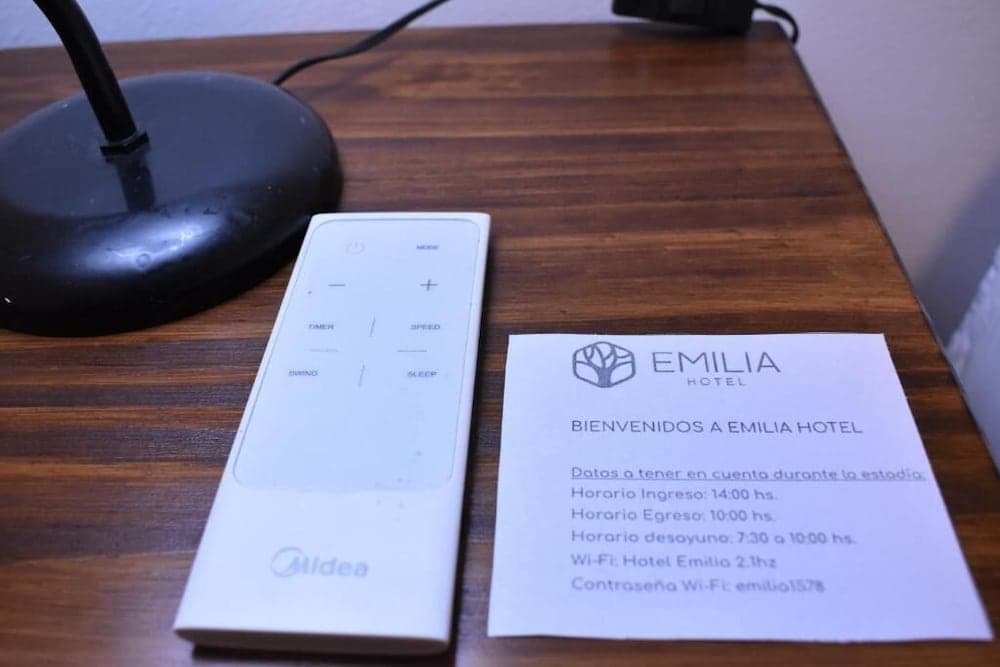 MODE
TIMER
SPEED
SWING
SLEEP
Midea
EMILIA
HOTEL
BIENVENIDOS A EMILIA HOTEL
Datos a tener en cuenta durante la estadía:
Horario Ingreso: 14:00 hs.
Horario Egreso: 10:00 hs.
Horario desayuno: 7:30 a 10:00 hs.
Wi-Fi: Hotel Emilia 2.1hz
Contraseña Wi-Fi: emilia1578